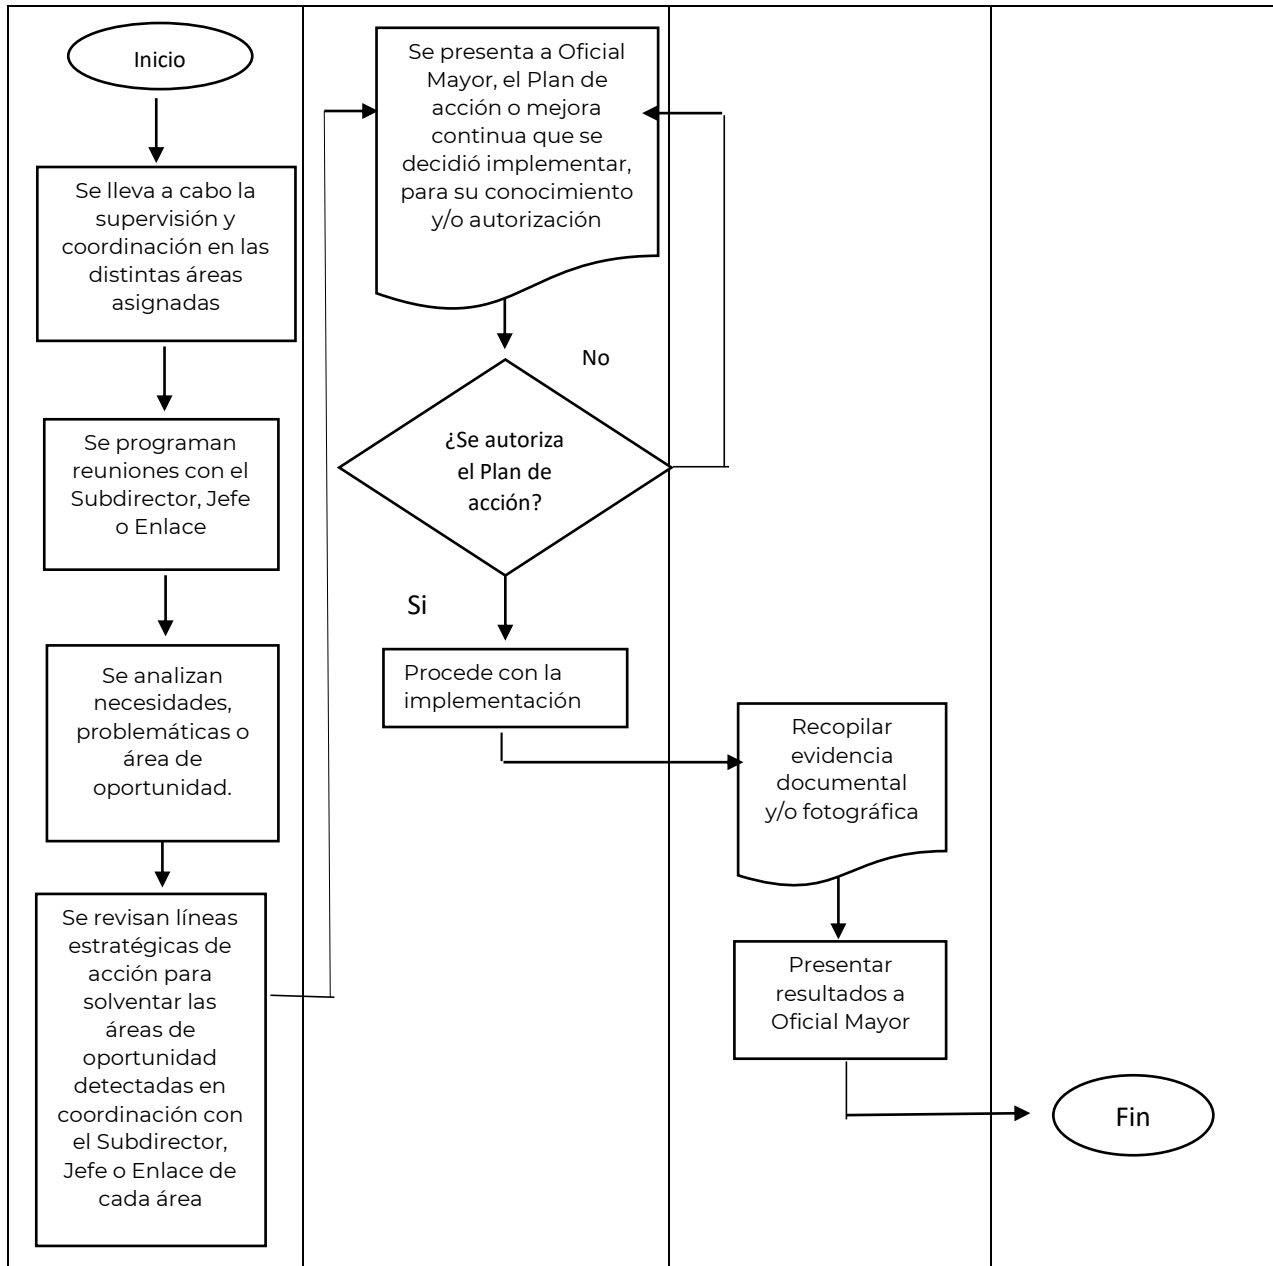 Inicio
Se lleva a cabo la
supervisión y
coordinación en las
distintas áreas
asignadas
Se programan
reuniones con el
Subdirector, Jefe
o Enlace
Se analizan
necesidades,
problemáticas o
área de
oportunidad.
Se revisan líneas
estratégicas de
acción para
solventar las
áreas de
oportunidad
detectadas en
coordinación con
el Subdirector,
Jefe o Enlace de
cada área
Se presenta a Oficial
Mayor, el Plan de
acción o mejora
continua que se
decidió implementar,
para su conocimiento
y/o autorización
No
¿Se autoriza
el Plan de
acción?
Si
Procede con la
implementación
Recopilar
evidencia
documental
y/o fotográfica
Presentar
resultados a
Oficial Mayor
Fin